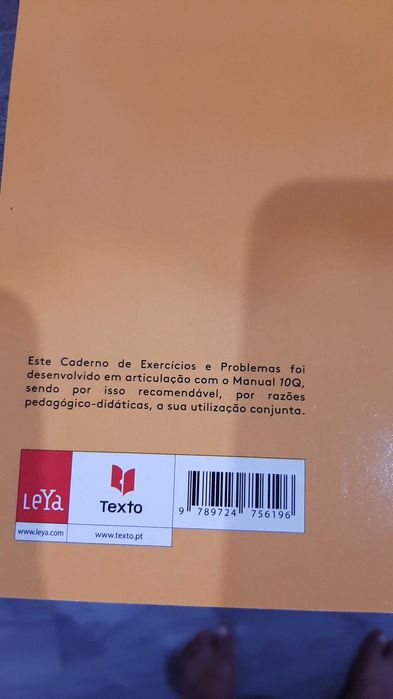 Este Caderno de Exercícios e Problemas foi
desenvolvido em articulação com o Manual 10Q,
sendo por isso recomendável, por razões
pedagógico-didáticas, a sua utilização conjunta.
LeYa
www.leya.com
Texto
www.texto.pt
9 789724 756196